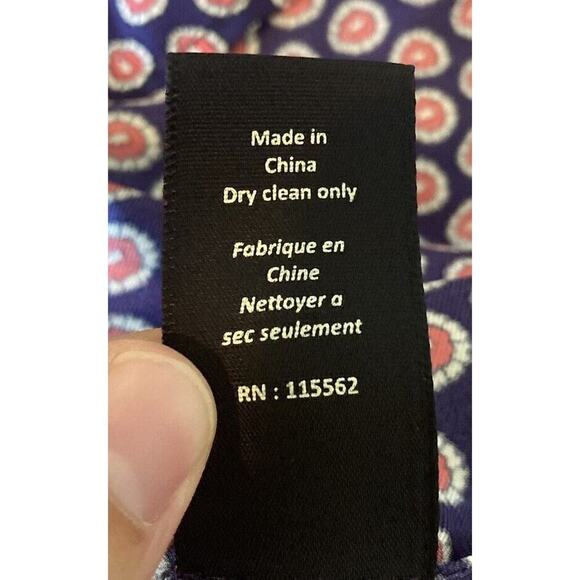 Made in
China
Dry clean only
Fabrique en
Chine
Nettoyer a
sec seulement
RN : 115562